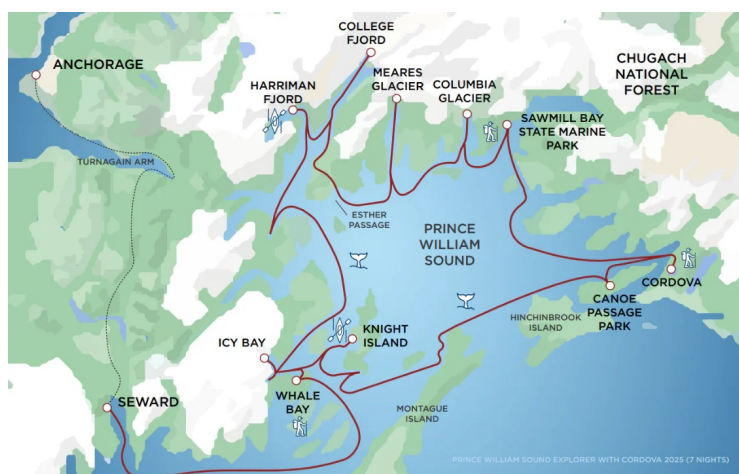 COLLEGE
FJORD
ANCHORAGE
HARRIMAN
FJORD
MEARES
GLACIER
COLUMBIA
GLACIER
CHUGACH
NATIONAL
FOREST
SAWMILL BAY
STATE MARINE
PARK
TURNAGAIN ARM
ESTHER
PASSAGE
PRINCE
WILLIAM
SOUND
CORDOVA
CANOE
PASSAGE
PARK
HINCHINBROOK
ISLAND
KNIGHT
ISLAND
ICY BAY
WHALE
BAY
SEWARD
MONTAGUE
ISLAND
PRINCE WILLIAM SOUND EXPLORER WITH CORDOVA 2025 (7 NIGHTS)